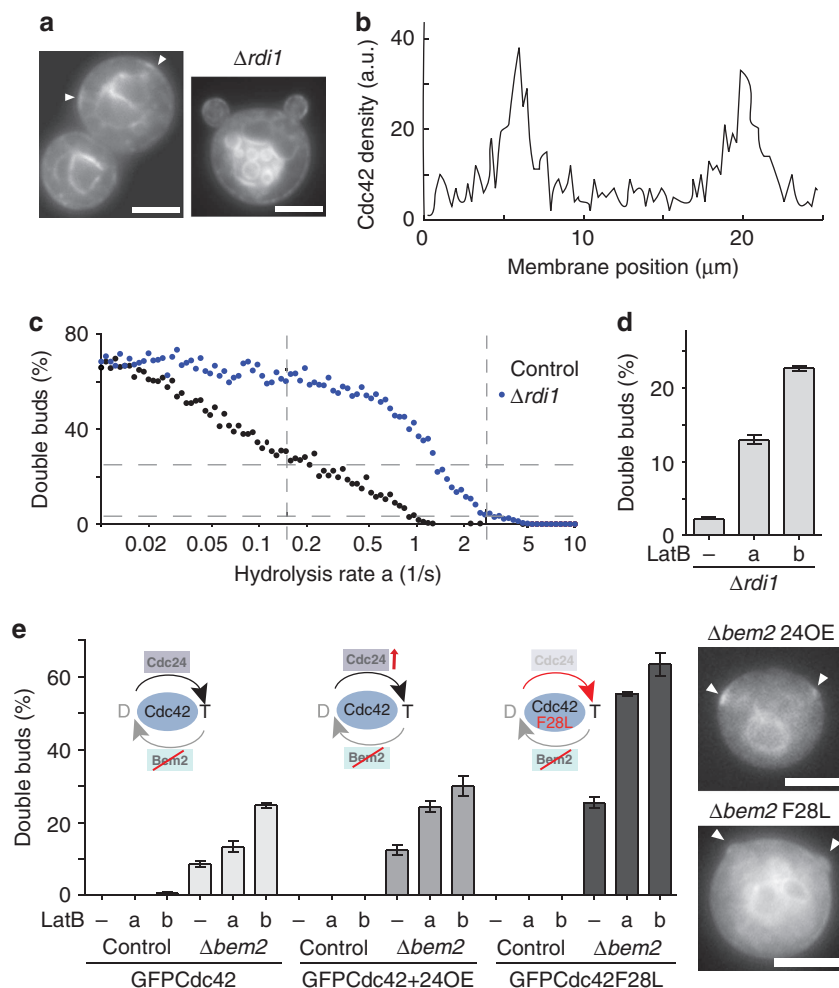 a
Δrdi1
b
Cdc42 density (a.u.)
40
20
0
0
10
20
Membrane position (μm)
c
Double buds (%)
80
40
0
Control
Δrdi1
0.02
0.05
0.1
0.2
0.5
1
2
5
10
Hydrolysis rate a (1/s)
d
Double buds (%)
20
10
0
LatB – a b
Δrdi1
e
Double buds (%)
60
40
20
0
Cdc24
D Cdc42 T
Bem2
Cdc24
D Cdc42 T
Bem2
Cdc24
D Cdc42 T
F28L
Bem2
LatB – a b – a b – a b – a b – a b – a b
Control Δbem2 Control Δbem2 Control Δbem2
GFPCdc42 GFPCdc42+24OE GFPCdc42F28L
Δbem2 24OE
Δbem2 F28L